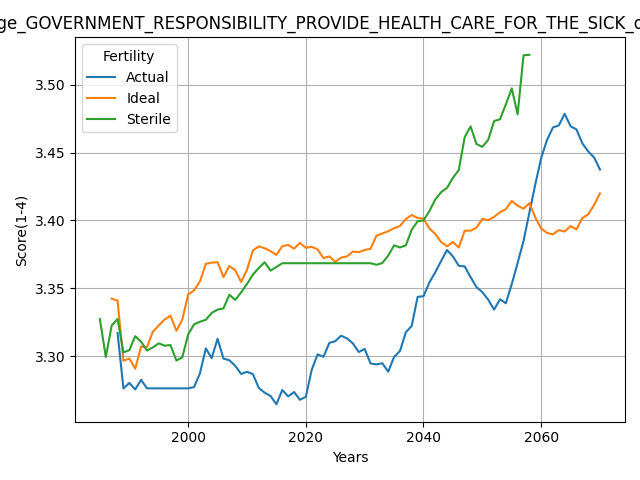 ge_GOVERNMENT_RESPONSIBILITY_PROVIDE_HEALTH_CARE_FOR_THE_SICK_
Fertility
Actual
Ideal
Sterile
3.50
3.45
3.40
3.35
3.30
Score(1-4)
2000 2020 2040 2060
Years